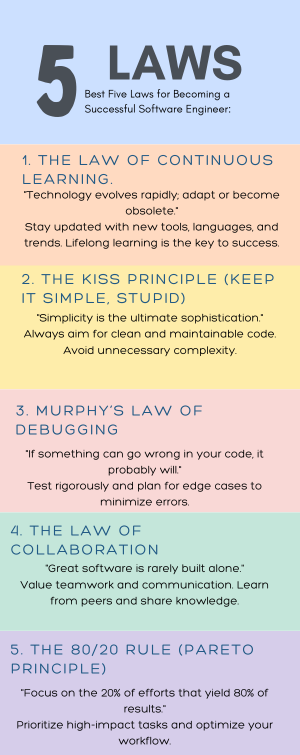 5 LAWS
Best Five Laws for Becoming a
Successful Software Engineer:
1. THE LAW OF CONTINUOUS
LEARNING.
"Technology evolves rapidly; adapt or become
obsolete."
Stay updated with new tools, languages, and
trends. Lifelong learning is the key to success.
2. THE KISS PRINCIPLE (KEEP
IT SIMPLE, STUPID)
"Simplicity is the ultimate sophistication."
Always aim for clean and maintainable code.
Avoid unnecessary complexity.
3. MURPHY'S LAW OF
DEBUGGING
"If something can go wrong in your code, it
probably will."
Test rigorously and plan for edge cases to
minimize errors.
4. THE LAW OF
COLLABORATION
"Great software is rarely built alone."
Value teamwork and communication. Learn
from peers and share knowledge.
5. THE 80/20 RULE (PARETO
PRINCIPLE)
"Focus on the 20% of efforts that yield 80% of
results."
Prioritize high-impact tasks and optimize your
workflow.